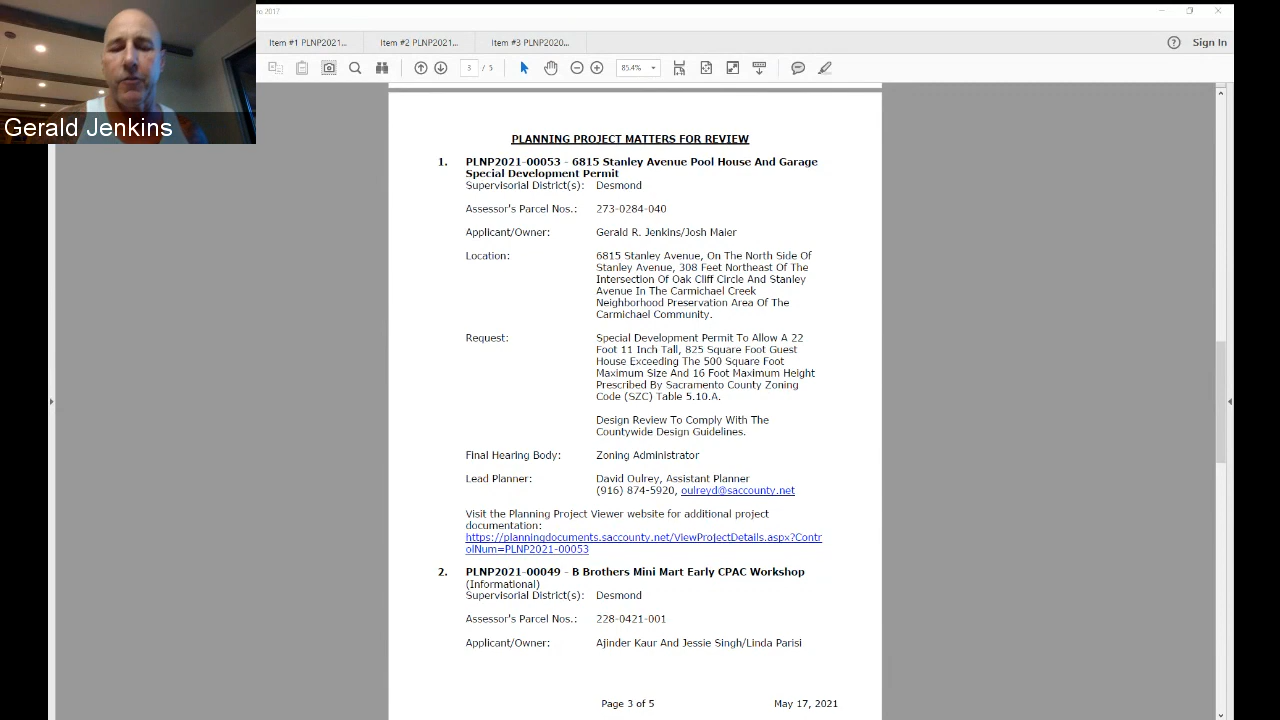 2017
Item #1 PLNP2021...
Item #2 PLNP2021...
Item #3 PLNP2020...
Sign In
3 / 5
85.4%
Gerald Jenkins
PLANNING PROJECT MATTERS FOR REVIEW
1. PLNP2021-00053 - 6815 Stanley Avenue Pool House And Garage
Special Development Permit
Supervisorial District(s): Desmond
Assessor's Parcel Nos.: 273-0284-040
Applicant/Owner: Gerald R. Jenkins/Josh Maier
Location: 6815 Stanley Avenue, On The North Side Of
Stanley Avenue, 308 Feet Northeast Of The
Intersection Of Oak Cliff Circle And Stanley
Avenue In The Carmichael Creek
Neighborhood Preservation Area Of The
Carmichael Community.
Request: Special Development Permit To Allow A 22
Foot 11 Inch Tall, 825 Square Foot Guest
House Exceeding The 500 Square Foot
Maximum Size And 16 Foot Maximum Height
Prescribed By Sacramento County Zoning
Code (SZC) Table 5.10.A.
Design Review To Comply With The
Countywide Design Guidelines.
Final Hearing Body: Zoning Administrator
Lead Planner: David Oulrey, Assistant Planner
(916) 874-5920, oulreyd@saccounty.net
Visit the Planning Project Viewer website for additional project
documentation:
https://planningdocuments.saccounty.net/ViewProjectDetails.aspx?Contr
olNum=PLNP2021-00053
2. PLNP2021-00049 - B Brothers Mini Mart Early CPAC Workshop
(Informational)
Supervisorial District(s): Desmond
Assessor's Parcel Nos.: 228-0421-001
Applicant/Owner: Ajinder Kaur And Jessie Singh/Linda Parisi
Page 3 of 5 May 17, 2021